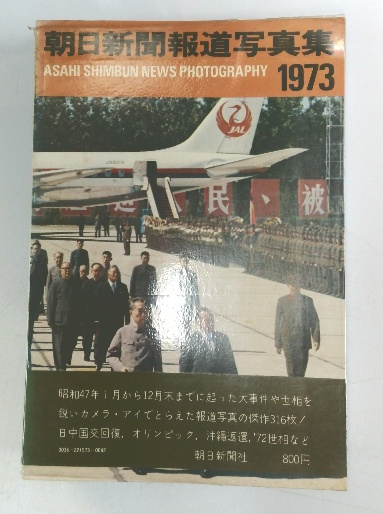 朝日新聞報道写真集
ASAHI SHIMBUN NEWS PHOTOGRAPHY 1973
JAL
民、被
昭和47年1月から12月末までに起った大事件や世相を
鋭いカメラ・アイでとらえた報道写真の傑作316枚!
日中国交回復,オリンピック,沖縄返還,'72世相など
朝日新聞社 800円